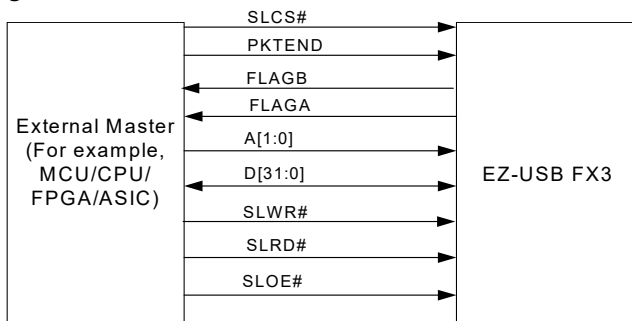 SLCS#
PKTEND
FLAGB
FLAGA
External Master
(For example,
MCU/CPU/
FPGA/ASIC)
A[1:0]
D[31:0]
EZ-USB FX3
SLWR#
SLRD#
SLOE#